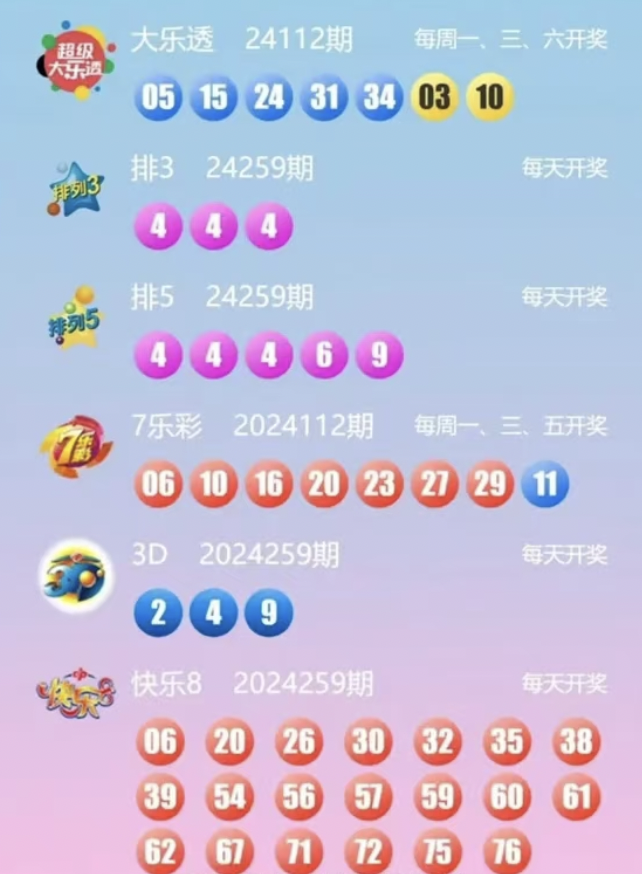 超级
大乐透
大乐透 24112期 每周一、三、六开奖
05 15 24 31 34 03 10
排列3
排3 24259期 每天开奖
4 4 4
排列5
排5 24259期 每天开奖
4 4 4 6 9
7乐彩
7乐彩 2024112期 每周一、三、五开奖
06 10 16 20 23 27 29 11
3D
3D 2024259期 每天开奖
2 4 9
快乐
快乐8 2024259期 每天开奖
06 20 26 30 32 35 38
39 54 56 57 59 60 61
62 67 71 72 75 76